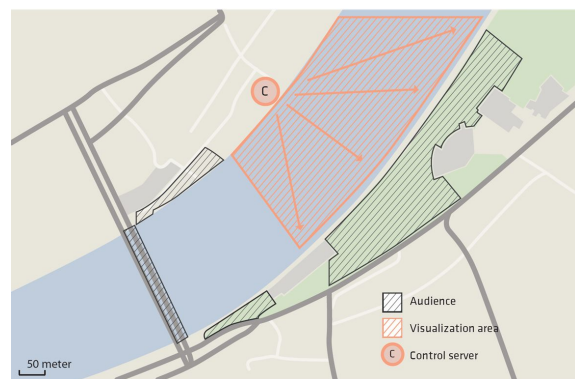 C
Audience
Visualization area
C Control server
50 meter